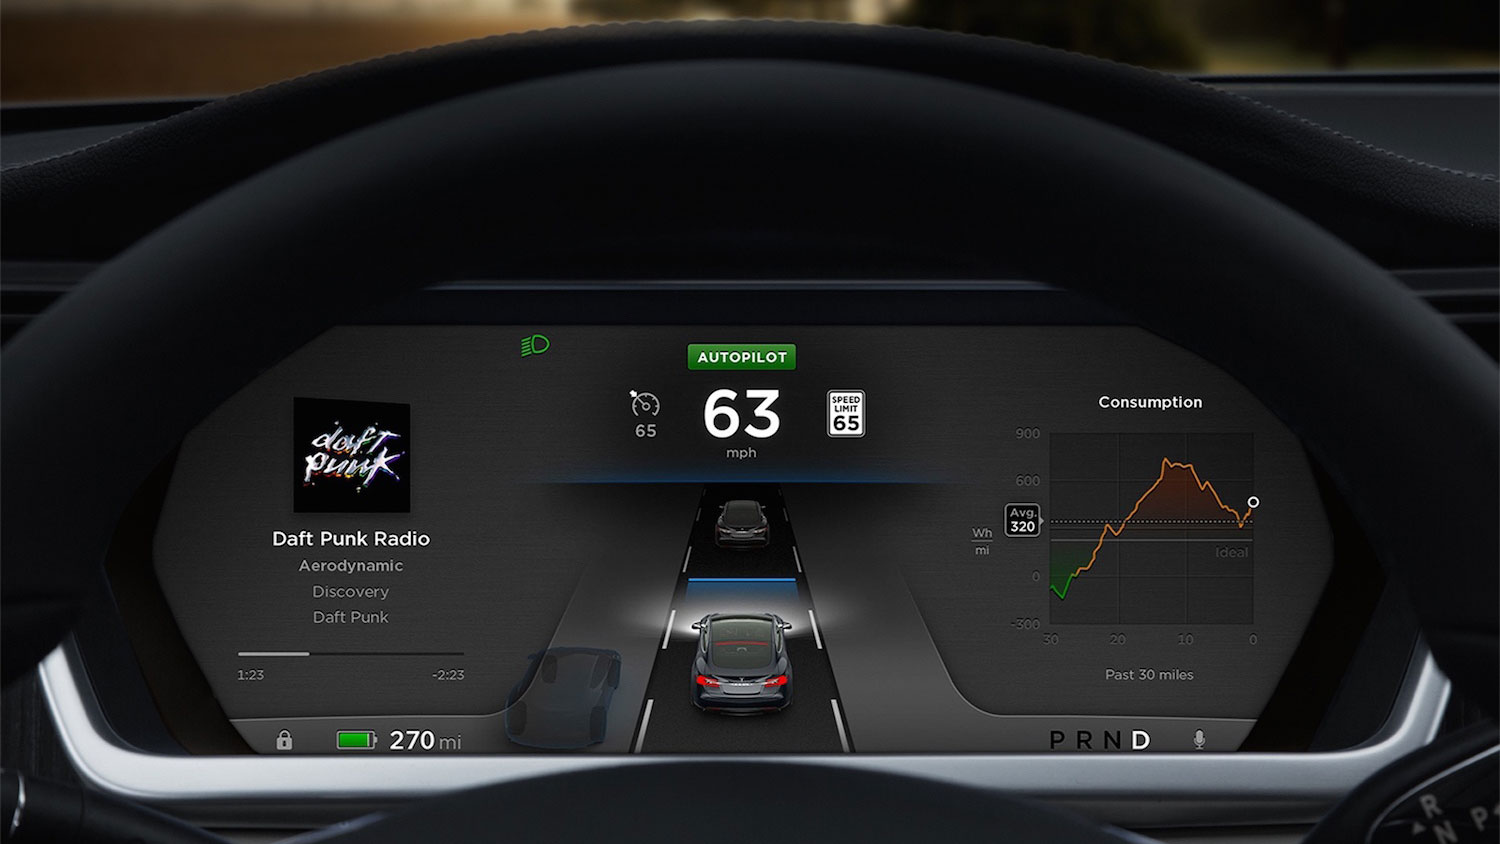 AUTOPILOT
65
63
mph
SPEED
LIMIT
65
daft
punk
Daft Punk Radio
Aerodynamic
Discovery
Daft Punk
1:23
-2:23
Consumption
900
600
Avg.
320
Wh
mi
Ideal
0
-300
30
20
10
0
Past 30 miles
270 mi
P R N D
R
N
P